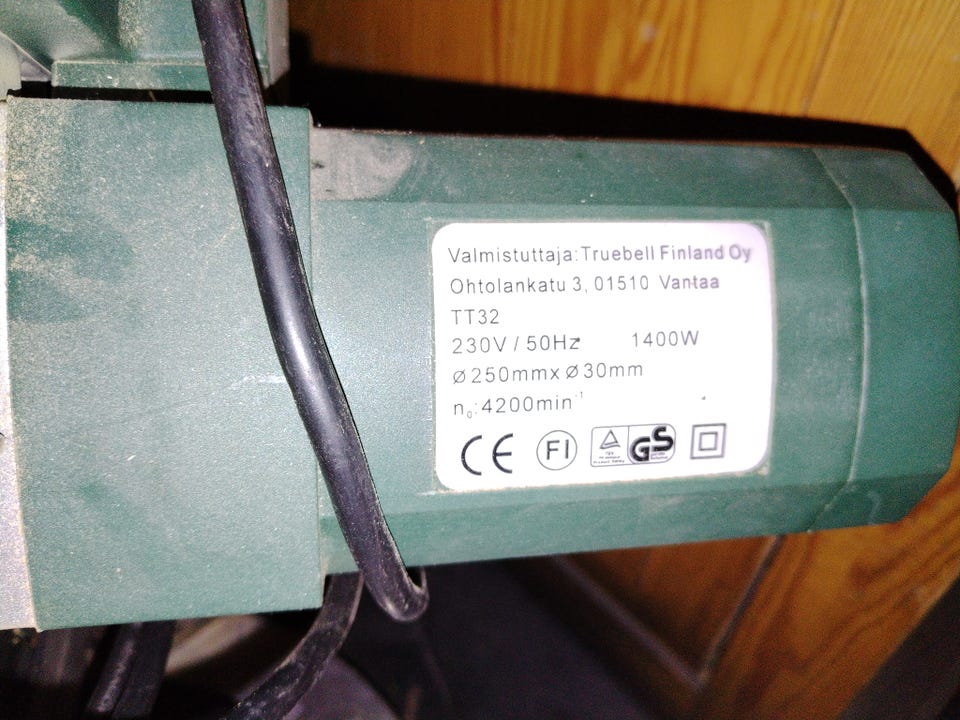 Valmistuttaja: Truebell Finland Oy
Ohtolankatu 3, 01510 Vantaa
TT32
230V / 50Hz 1400W
Ø 250mmx Ø 30mm
n₀: 4200min⁻¹
CE FI GS